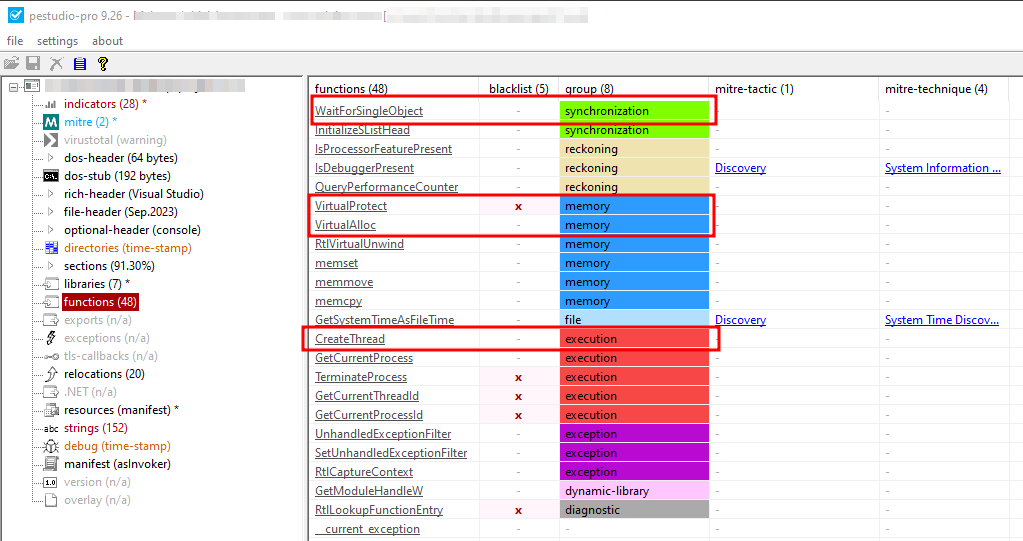 pestudio-pro 9.26 -
file settings about
indicators (28) *
mitre (2) *
virustotal (warning)
dos-header (64 bytes)
dos-stub (192 bytes)
rich-header (Visual Studio)
file-header (Sep.2023)
optional-header (console)
directories (time-stamp)
sections (91.30%)
libraries (7) *
functions (48)
exports (n/a)
exceptions (n/a)
tls-callbacks (n/a)
relocations (20)
.NET (n/a)
resources (manifest) *
abc strings (152)
debug (time-stamp)
manifest (asInvoker)
1.0 version (n/a)
overlay (n/a)
functions (48) blacklist (5) group (8) mitre-tactic (1) mitre-technique (4)
WaitForSingleObject - synchronization - -
InitializeSListHead - synchronization - -
IsProcessorFeaturePresent - reckoning - -
IsDebuggerPresent - reckoning Discovery System Information ...
QueryPerformanceCounter - reckoning - -
VirtualProtect x memory - -
VirtualAlloc - memory - -
RtlVirtualUnwind - memory - -
memset - memory - -
memmove - memory - -
memcpy - memory - -
GetSystemTimeAsFileTime - file Discovery System Time Discov...
CreateThread - execution - -
GetCurrentProcess - execution - -
TerminateProcess x execution - -
GetCurrentThreadId x execution - -
GetCurrentProcessId x execution - -
UnhandledExceptionFilter - exception - -
SetUnhandledExceptionFilter - exception - -
RtlCaptureContext - exception - -
GetModuleHandleW - dynamic-library - -
RtlLookupFunctionEntry x diagnostic - -
__current_exception - - - -